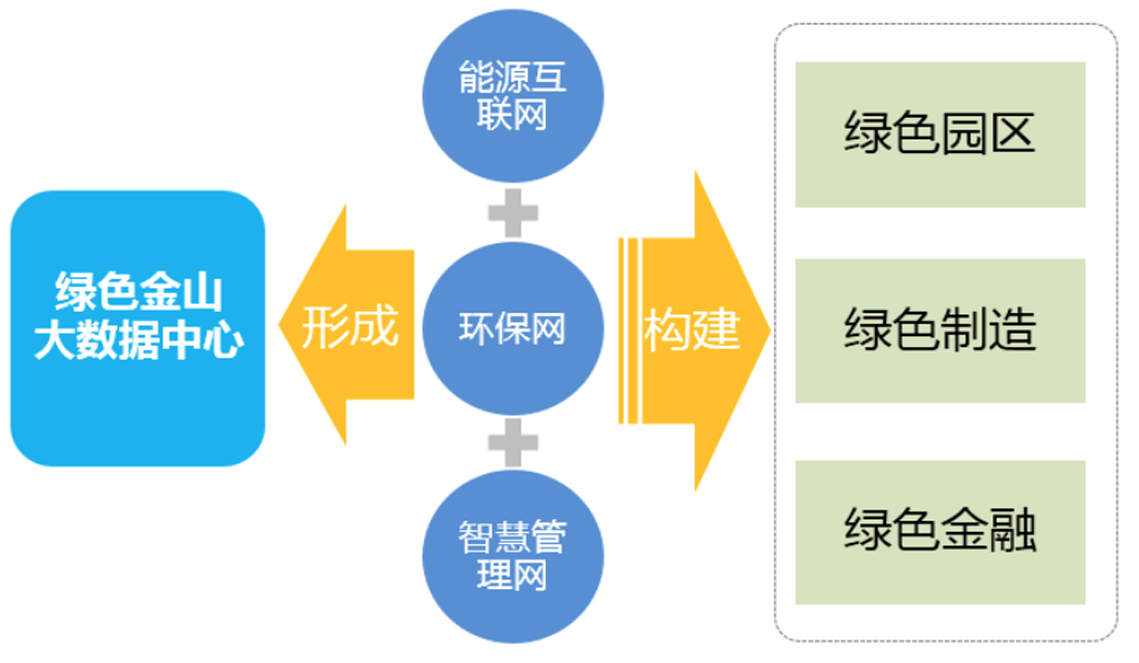 绿色金山
大数据中心
形成
能源互
联网
环保网
智慧管
理网
构建
绿色园区
绿色制造
绿色金融